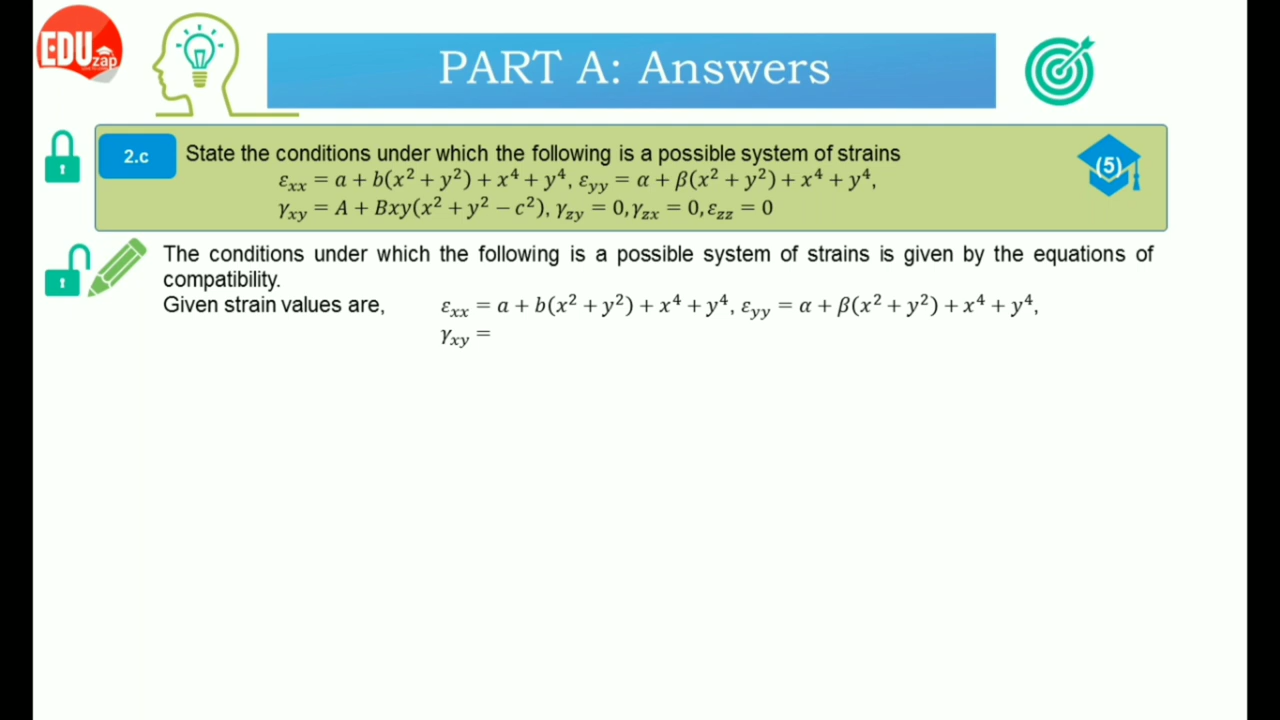 EDUzap
PART A: Answers
2.c
State the conditions under which the following is a possible system of strains
(5)
εxx = a + b(x² + y²) + x⁴ + y⁴, εyy = α + β(x² + y²) + x⁴ + y⁴,
γxy = A + Bxy(x² + y² − c²), γzy = 0, γzx = 0, εzz = 0
The conditions under which the following is a possible system of strains is given by the equations of
compatibility.
Given strain values are, εxx = a + b(x² + y²) + x⁴ + y⁴, εyy = α + β(x² + y²) + x⁴ + y⁴,
γxy =